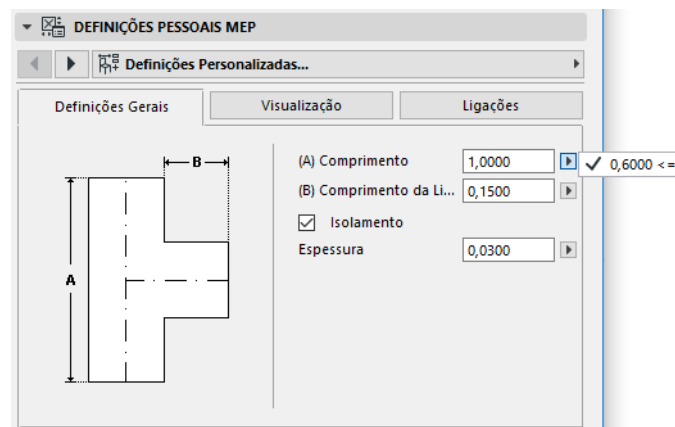 DEFINIÇÕES PESSOAIS MEP
Definições Personalizadas...
Definições Gerais
Visualização
Ligações
B
A
(A) Comprimento 1,0000 0,6000 <=
(B) Comprimento da Li... 0,1500
Isolamento
Espessura 0,0300